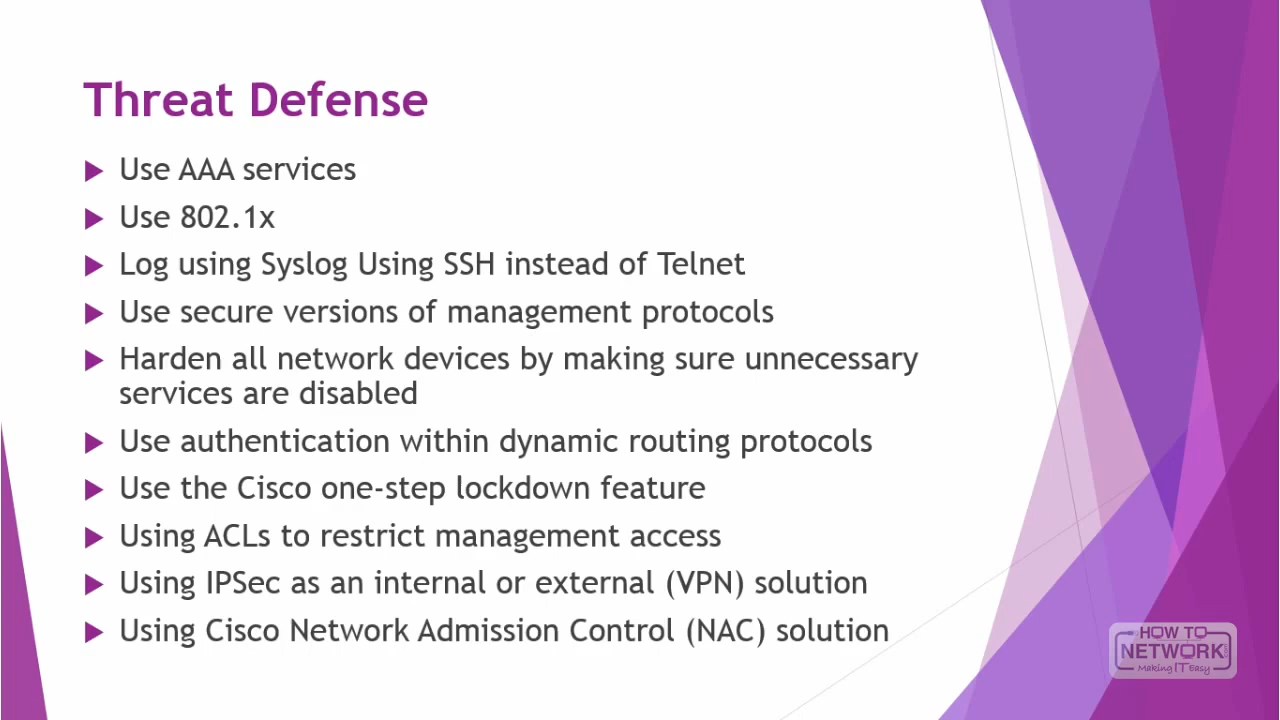 Threat Defense
Use AAA services
Use 802.1x
Log using Syslog Using SSH instead of Telnet
Use secure versions of management protocols
Harden all network devices by making sure unnecessary
services are disabled
Use authentication within dynamic routing protocols
Use the Cisco one-step lockdown feature
Using ACLs to restrict management access
Using IPSec as an internal or external (VPN) solution
Using Cisco Network Admission Control (NAC) solution
HOW TO
NETWORK
Making IT Easy